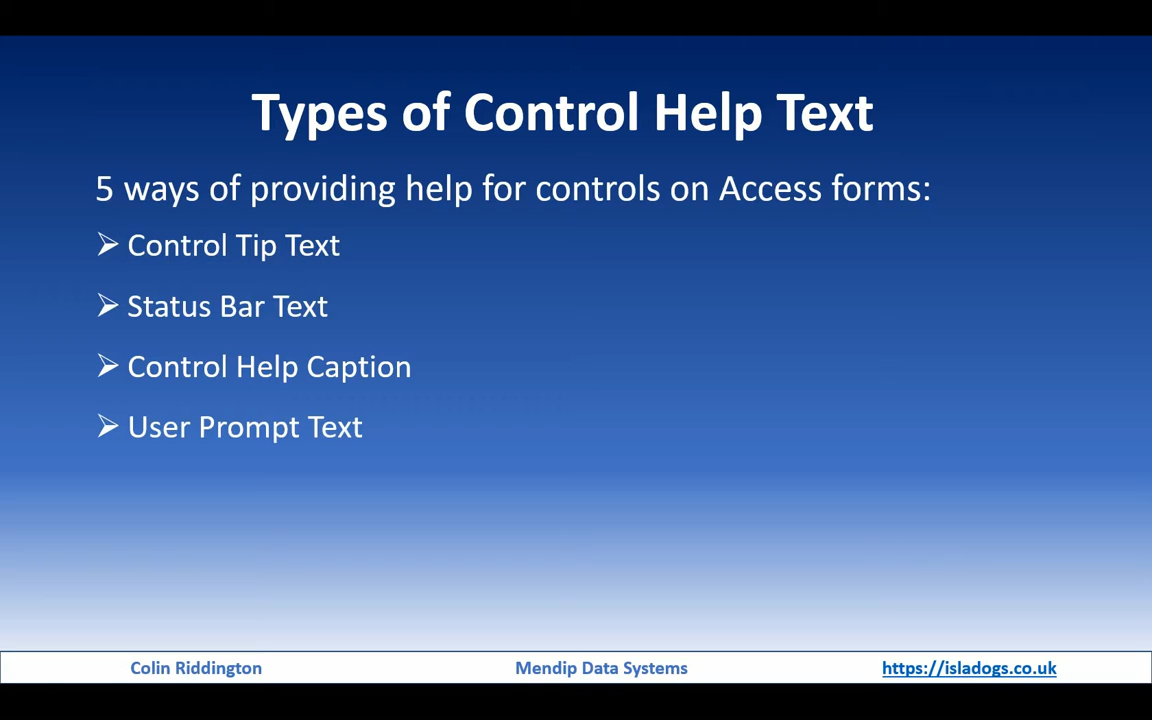 Types of Control Help Text
5 ways of providing help for controls on Access forms:
➢ Control Tip Text
➢ Status Bar Text
➢ Control Help Caption
➢ User Prompt Text
Colin Riddington
Mendip Data Systems
https://isladogs.co.uk